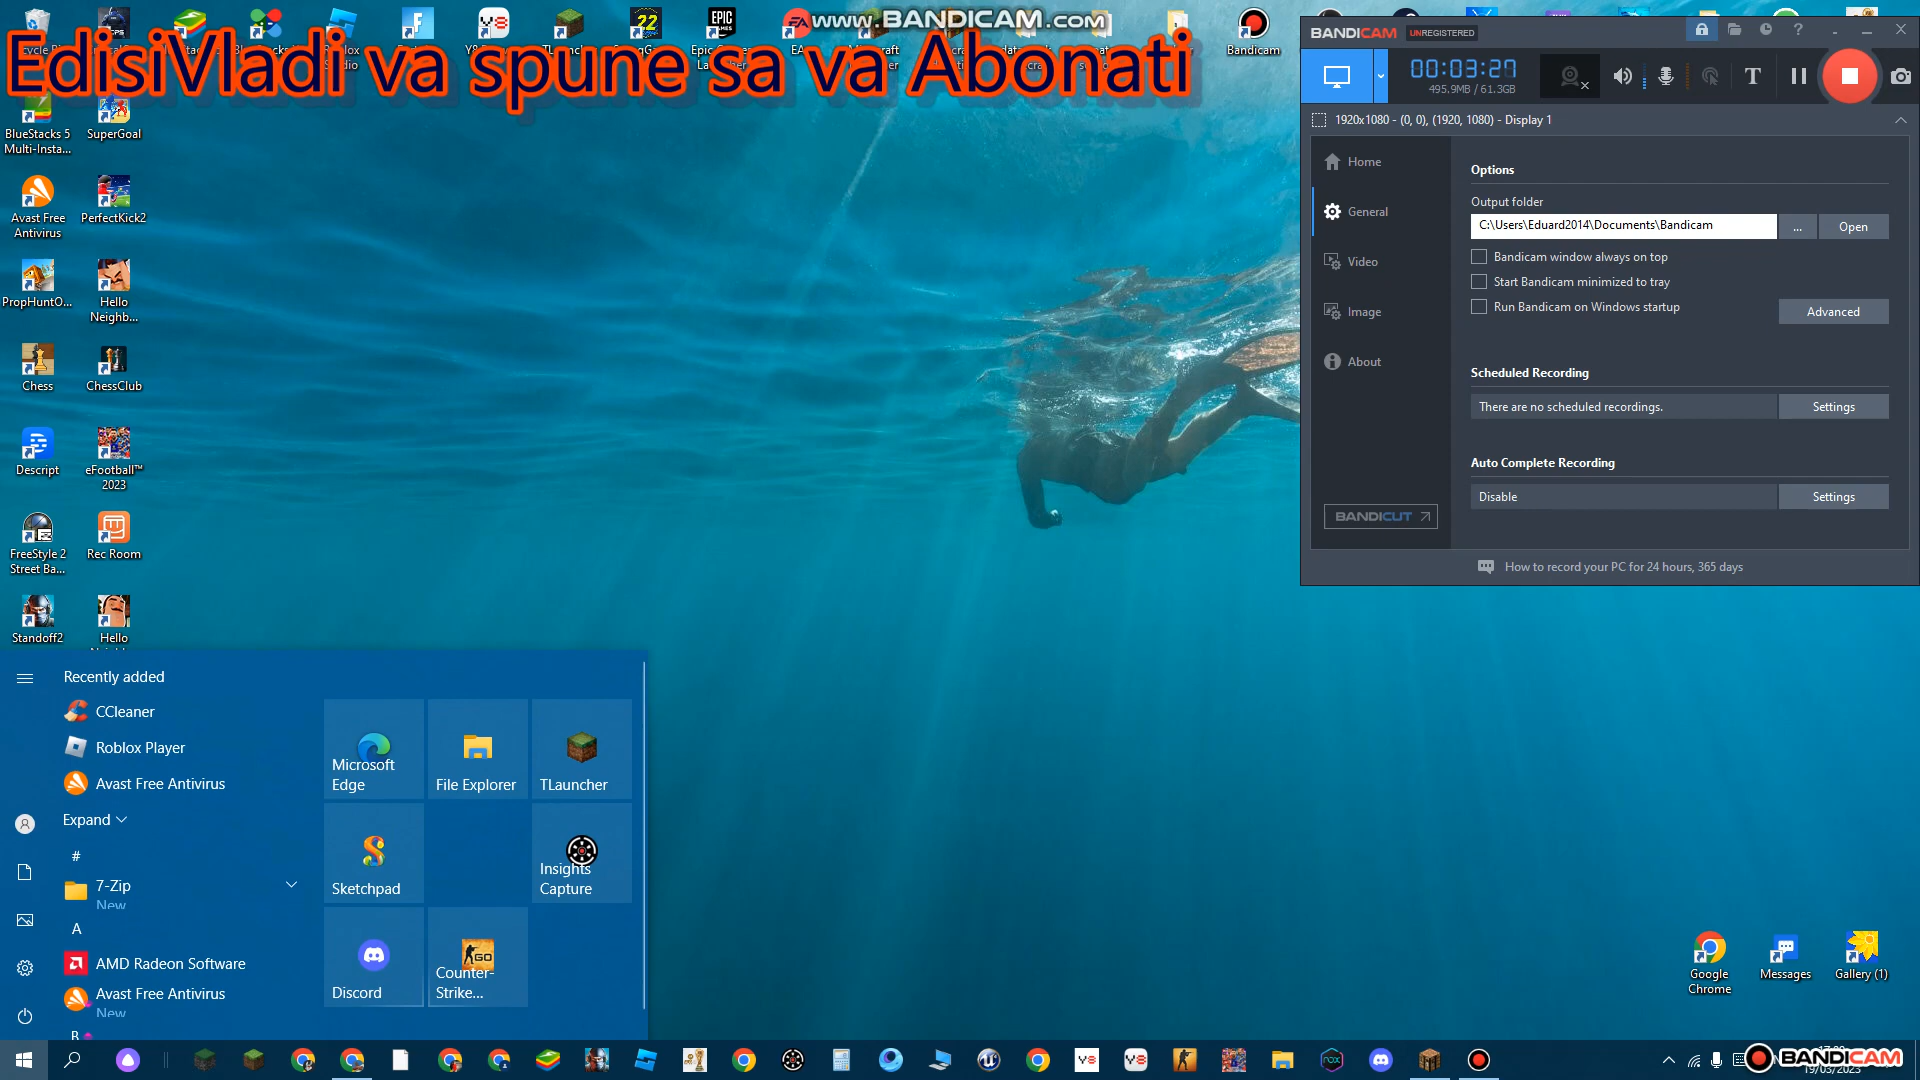 www.BANDICAM.com
EdisiVladi va spune sa va Abonati
Bandicam
BlueStacks 5
Multi-Insta...
SuperGoal
Avast Free
Antivirus
PerfectKick2
PropHuntO...
Hello
Neighb...
Chess
ChessClub
Descript
eFootball™
2023
FreeStyle 2
Street Ba...
Rec Room
Standoff2
Hello
BANDICAM UNREGISTERED
00:03:27
495.9MB / 61.3GB
1920x1080 - (0, 0), (1920, 1080) - Display 1
Home
General
Video
Image
About
BANDICUT
Options
Output folder
C:\Users\Eduard2014\Documents\Bandicam
...
Open
Bandicam window always on top
Start Bandicam minimized to tray
Run Bandicam on Windows startup
Advanced
Scheduled Recording
There are no scheduled recordings.
Settings
Auto Complete Recording
Disable
Settings
How to record your PC for 24 hours, 365 days
Recently added
CCleaner
Roblox Player
Avast Free Antivirus
Expand
#
7-Zip
New
A
AMD Radeon Software
Avast Free Antivirus
New
B
Microsoft
Edge
File Explorer
TLauncher
Sketchpad
Insights
Capture
Discord
Counter-
Strike...
Google
Chrome
Messages
Gallery (1)
BANDICAM
19/03/2023